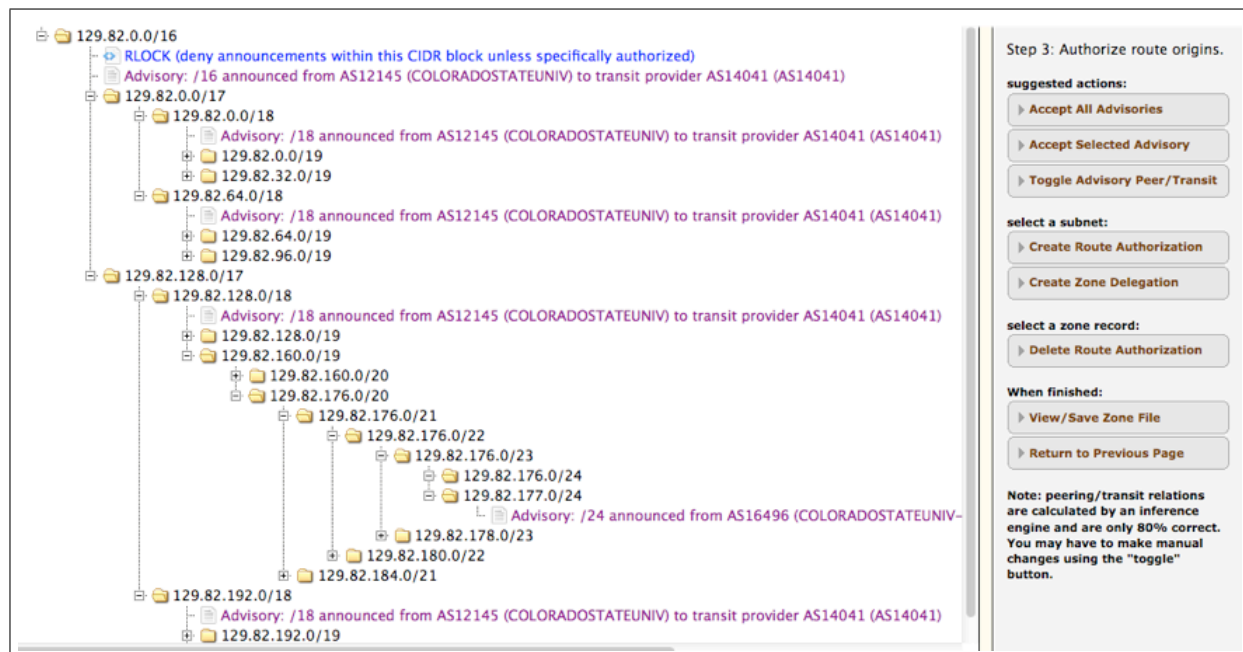 129.82.0.0/16
RLOCK (deny announcements within this CIDR block unless specifically authorized)
Advisory: /16 announced from AS12145 (COLORADOSTATEUNIV) to transit provider AS14041 (AS14041)
129.82.0.0/17
129.82.0.0/18
Advisory: /18 announced from AS12145 (COLORADOSTATEUNIV) to transit provider AS14041 (AS14041)
129.82.0.0/19
129.82.32.0/19
129.82.64.0/18
Advisory: /18 announced from AS12145 (COLORADOSTATEUNIV) to transit provider AS14041 (AS14041)
129.82.64.0/19
129.82.96.0/19
129.82.128.0/17
129.82.128.0/18
Advisory: /18 announced from AS12145 (COLORADOSTATEUNIV) to transit provider AS14041 (AS14041)
129.82.128.0/19
129.82.160.0/19
129.82.160.0/20
129.82.176.0/20
129.82.176.0/21
129.82.176.0/22
129.82.176.0/23
129.82.176.0/24
129.82.177.0/24
Advisory: /24 announced from AS16496 (COLORADOSTATEUNIV-
129.82.178.0/23
129.82.180.0/22
129.82.184.0/21
129.82.192.0/18
Advisory: /18 announced from AS12145 (COLORADOSTATEUNIV) to transit provider AS14041 (AS14041)
129.82.192.0/19
Step 3: Authorize route origins.
suggested actions:
Accept All Advisories
Accept Selected Advisory
Toggle Advisory Peer/Transit
select a subnet:
Create Route Authorization
Create Zone Delegation
select a zone record:
Delete Route Authorization
When finished:
View/Save Zone File
Return to Previous Page
Note: peering/transit relations
are calculated by an inference
engine and are only 80% correct.
You may have to make manual
changes using the "toggle"
button.